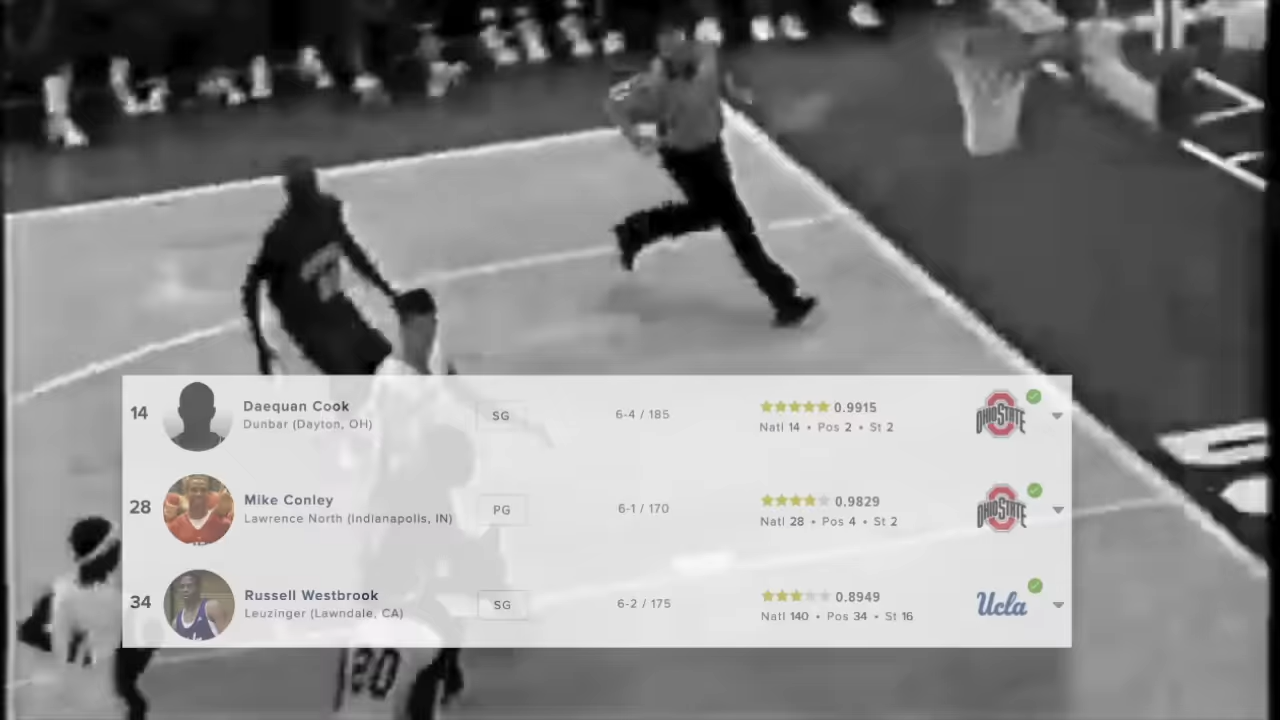 14
Daequan Cook
Dunbar (Dayton, OH)
SG
6-4 / 185
0.9915
Natl 14 • Pos 2 • St 2
OHIO STATE
28
Mike Conley
Lawrence North (Indianapolis, IN)
PG
6-1 / 170
0.9829
Natl 28 • Pos 4 • St 2
OHIO STATE
34
Russell Westbrook
Leuzinger (Lawndale, CA)
SG
6-2 / 175
0.8949
Natl 140 • Pos 34 • St 16
Ucla
20